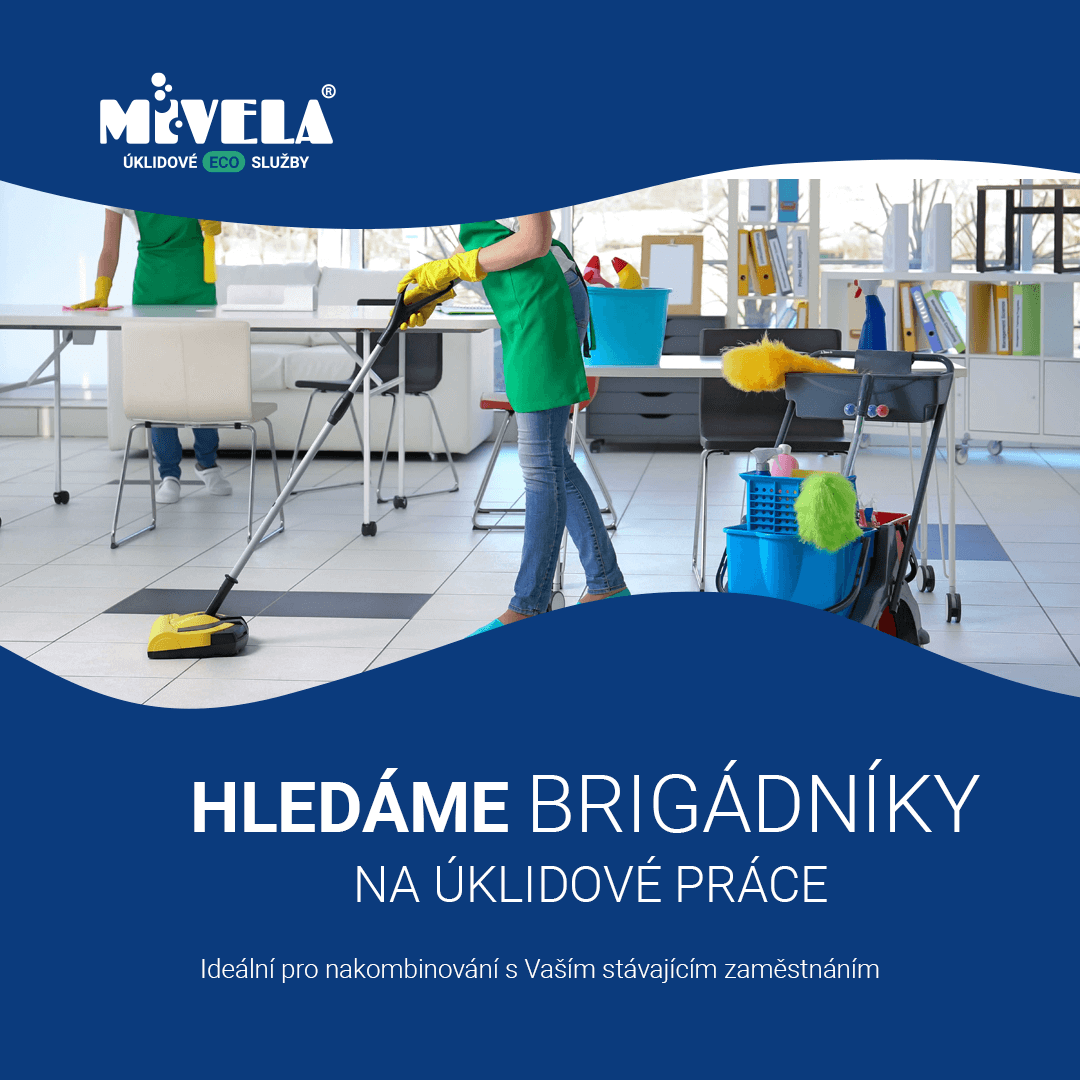 MIVELA®
ÚKLIDOVÉ ECO SLUŽBY
HLEDÁME BRIGÁDNÍKY
NA ÚKLIDOVÉ PRÁCE
Ideální pro nakombinování s Vaším stávajícím zaměstnáním